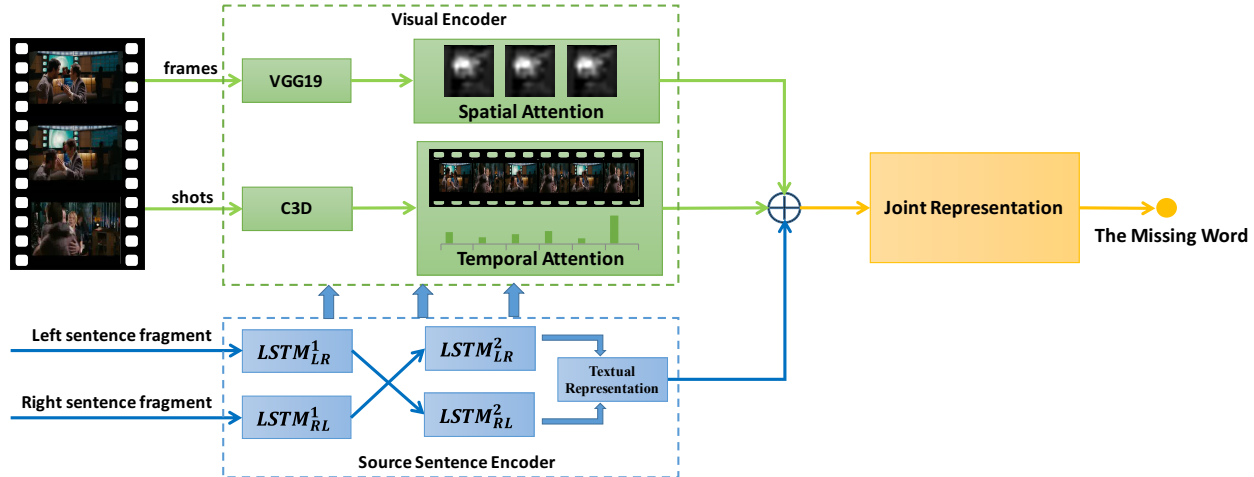 Visual Encoder
frames
VGG19
Spatial Attention
shots
C3D
Temporal Attention
Joint Representation
The Missing Word
Left sentence fragment
LSTM¹LR
LSTM²LR
Textual
Representation
Right sentence fragment
LSTM¹RL
LSTM²RL
Source Sentence Encoder